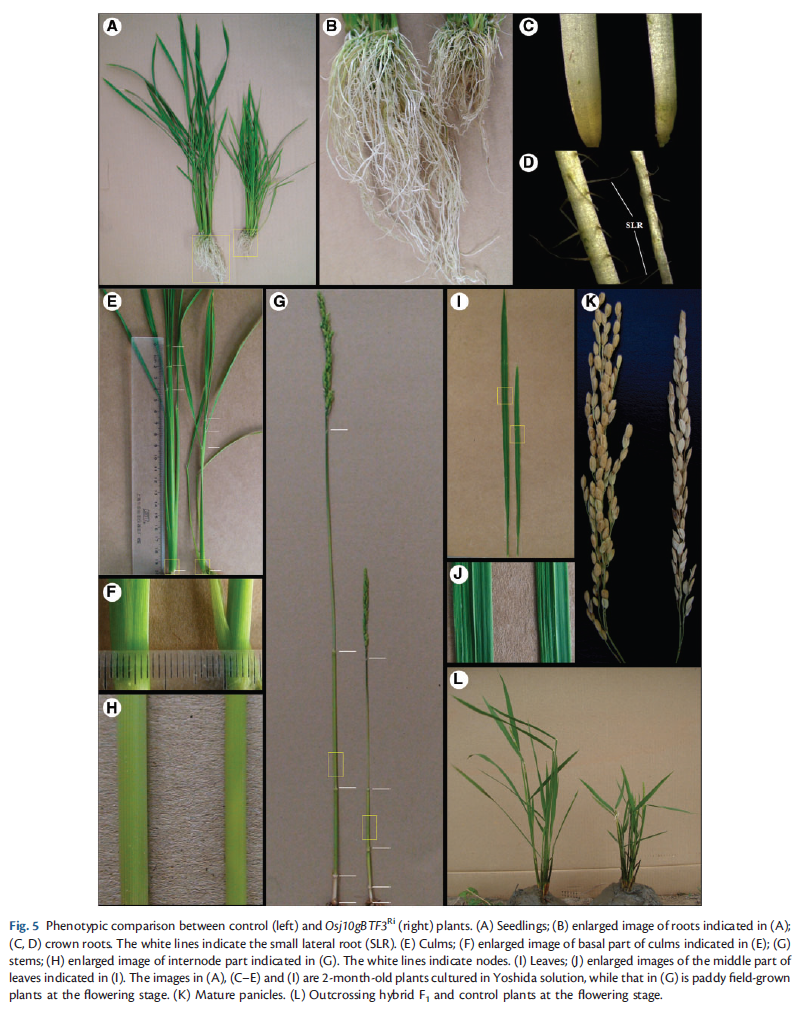 A
B
C
D
SLR
E
G
I
K
F
J
H
L
Fig. 5 Phenotypic comparison between control (left) and Osj10gBTF3Ri (right) plants. (A) Seedlings; (B) enlarged image of roots indicated in (A);
(C, D) crown roots. The white lines indicate the small lateral root (SLR). (E) Culms; (F) enlarged image of basal part of culms indicated in (E); (G)
stems; (H) enlarged image of internode part indicated in (G). The white lines indicate nodes. (I) Leaves; (J) enlarged images of the middle part of
leaves indicated in (I). The images in (A), (C–E) and (I) are 2-month-old plants cultured in Yoshida solution, while that in (G) is paddy field-grown
plants at the flowering stage. (K) Mature panicles. (L) Outcrossing hybrid F1 and control plants at the flowering stage.